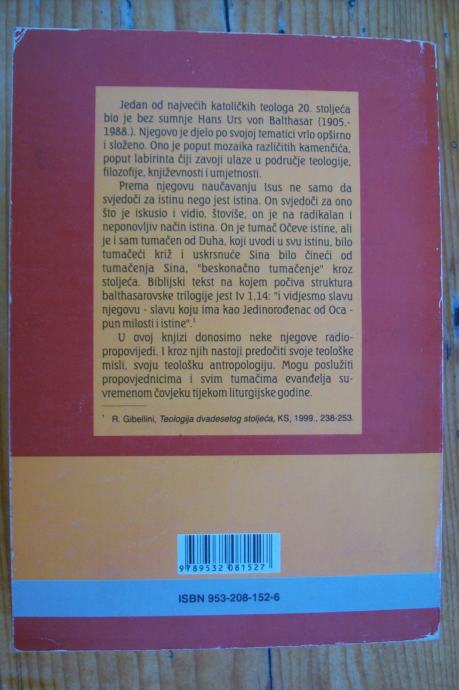 Jedan od najvećih katoličkih teologa 20. stoljeća
bio je bez sumnje Hans Urs von Balthasar (1905.-
1988.). Njegovo je djelo po svojoj tematici vrlo opširno
i složeno. Ono je poput mozaika različitih kamenčića,
poput labirinta čiji zavoji ulaze u područje teologije,
filozofije, književnosti i umjetnosti.
Prema njegovu naučavanju Isus ne samo da
svjedoči za istinu nego jest istina. On svjedoči za ono
što je iskusio i vidio, štoviše, on je na radikalan i
neponovljiv način istina. On je tumač Očeve istine, ali
je i sam tumačen od Duha, koji uvodi u svu istinu, bilo
tumačeći križ i uskrsnuće Sina bilo čineći od
tumačenja Sina, "beskonačno tumačenje" kroz
stoljeća. Biblijski tekst na kojem počiva struktura
balthasarovske trilogije jest Iv 1,14: "i vidjesmo slavu
njegovu - slavu koju ima kao Jedinorođenac od Oca -
pun milosti i istine".¹
U ovoj knjizi donosimo neke njegove radio-
propovijedi. I kroz njih nastoji predočiti svoje teološke
misli, svoju teološku antropologiju. Mogu poslužiti
propovjednicima i svim tumačima evanđelja su-
vremenom čovjeku tijekom liturgijske godine.
¹ R. Gibellini, Teologija dvadesetog stoljeća, KS, 1999., 238-253.
9789532081527
ISBN 953-208-152-6